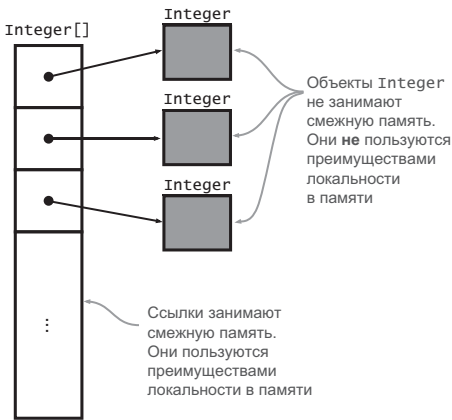 Integer[]
Integer
Integer
Integer
Объекты Integer
не занимают
смежную память.
Они не пользуются
преимуществами
локальности
в памяти
Ссылки занимают
смежную память.
Они пользуются
преимуществами
локальности в памяти
⋮